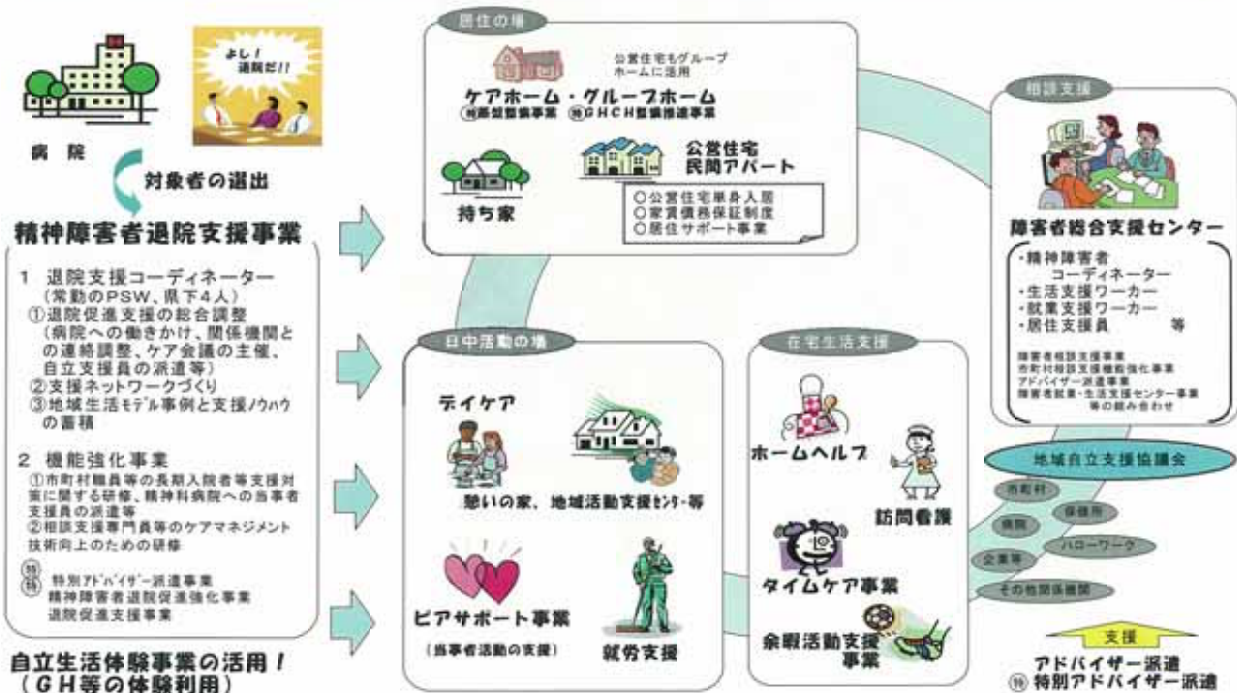 よし!
退院だ!!
病 院
対象者の選出
精神障害者退院支援事業
1 退院支援コーディネーター
(常勤のPSW、県下4人)
①退院促進支援の総合調整
(病院への働きかけ、関係機関と
の連絡調整、ケア会議の主催、
自立支援員の派遣等)
②支援ネットワークづくり
③地域生活モデル事例と支援ノウハウ
の蓄積
2 機能強化事業
①市町村職員等の長期入院者等支援対
策に関する研修、精神科病院への当事者
支援員の派遣等
②相談支援専門員等のケアマネジメント
技術向上のための研修
㊕ 特別アドバイザー派遣事業
㊕ 精神障害者退院促進強化事業
退院促進支援事業
自立生活体験事業の活用!
(GH等の体験利用)
居住の場
公営住宅もグループ
ホームに活用
ケアホーム・グループホーム
㊕基盤整備事業 ㊕GHCH整備推進事業
持ち家
公営住宅
民間アパート
○公営住宅単身入居
○家賃債務保証制度
○居住サポート事業
日中活動の場
デイケア
憩いの家、地域活動支援センター等
ピアサポート事業
(当事者活動の支援)
就労支援
在宅生活支援
ホームヘルプ
訪問看護
タイムケア事業
余暇活動支援
事業
相談支援
障害者総合支援センター
・精神障害者
コーディネーター
・生活支援ワーカー
・就業支援ワーカー
・居住支援員 等
障害者相談支援事業
市町村相談支援機能強化事業
アドバイザー派遣事業
障害者就業・生活支援センター事業
等の組み合わせ
地域自立支援協議会
市町村
保健所
病院
ハローワーク
企業等
その他関係機関
支援
アドバイザー派遣
㊕ 特別アドバイザー派遣